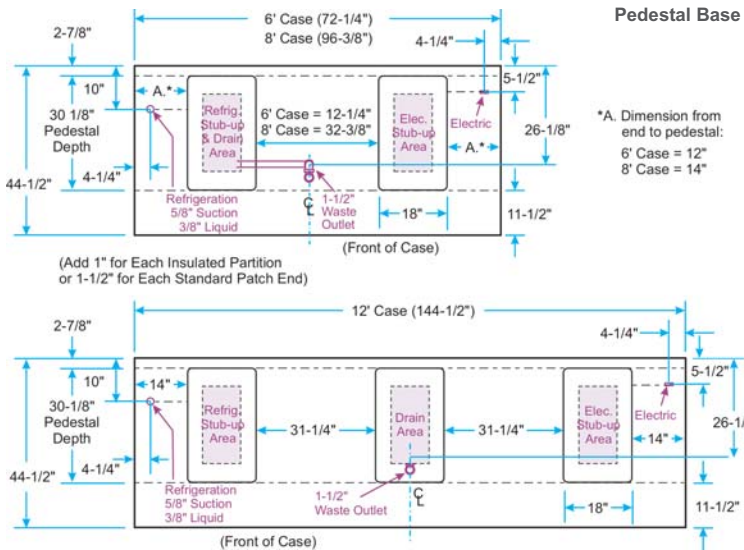 Pedestal Base
6' Case (72-1/4")
8' Case (96-3/8")
2-7/8"
4-1/4"
5-1/2"
10"
A.*
30 1/8"
Pedestal
Depth
Refrig.
Stub-up
& Drain
Area
6' Case = 12-1/4"
8' Case = 32-3/8"
Elec.
Stub-up
Area
Electric
A.*
26-1/8"
*A. Dimension from
end to pedestal:
6' Case = 12"
8' Case = 14"
44-1/2"
4-1/4"
Refrigeration
5/8" Suction
3/8" Liquid
1-1/2"
Waste
Outlet
CL
18"
11-1/2"
(Front of Case)
(Add 1" for Each Insulated Partition
or 1-1/2" for Each Standard Patch End)
12' Case (144-1/2")
2-7/8"
4-1/4"
5-1/2"
10"
14"
30-1/8"
Pedestal
Depth
Refrig.
Stub-up
Area
31-1/4"
Drain
Area
31-1/4"
Elec.
Stub-up
Area
Electric
14"
44-1/2"
4-1/4"
Refrigeration
5/8" Suction
3/8" Liquid
1-1/2"
Waste Outlet
CL
18"
11-1/2"
(Front of Case)